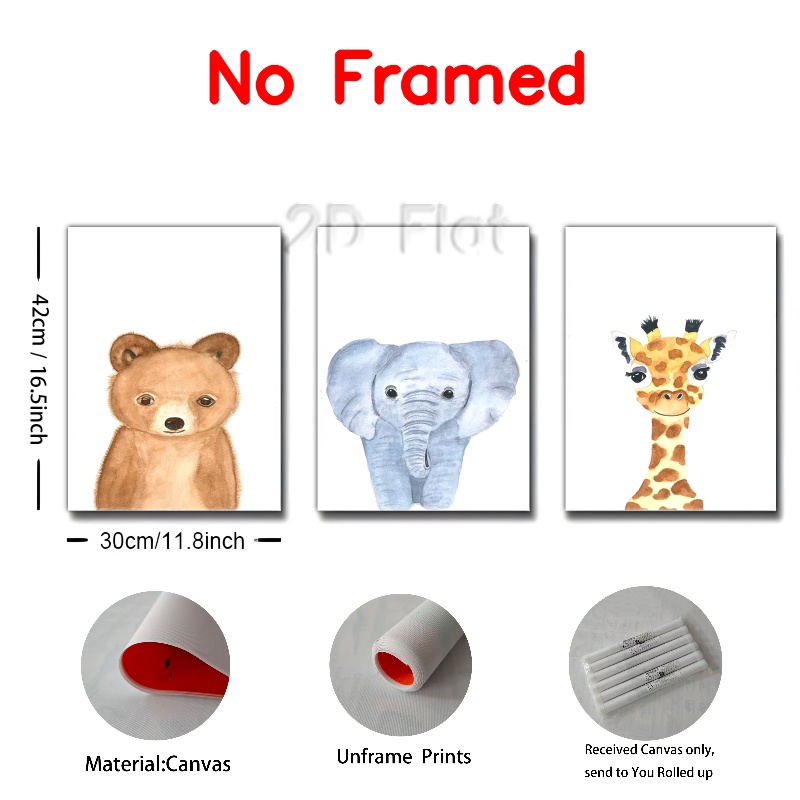 No Framed
2D Flat
42cm / 16.5inch
30cm/11.8inch
Material:Canvas
Unframe Prints
Received Canvas only,
send to You Rolled up